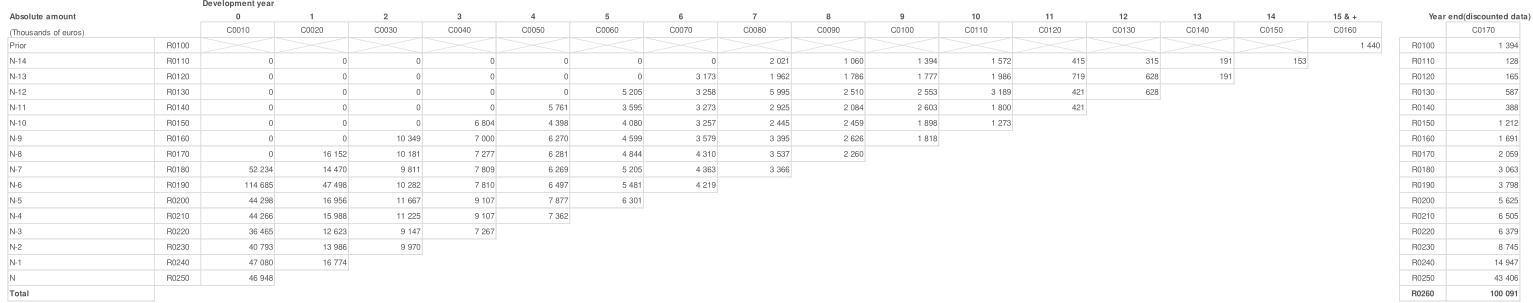 Development year
Absolute amount 0 1 2 3 4 5 6 7 8 9 10 11 12 13 14 15 & + Year end(discounted data)
(Thousands of euros) C0010 C0020 C0030 C0040 C0050 C0060 C0070 C0080 C0090 C0100 C0110 C0120 C0130 C0140 C0150 C0160 C0170
Prior R0100 1 440 R0100 1 394
N-14 R0110 0 0 0 0 0 0 0 2 021 1 060 1 394 1 572 415 315 191 153 R0110 128
N-13 R0120 0 0 0 0 0 0 3 173 1 962 1 786 1 777 1 986 719 628 191 R0120 165
N-12 R0130 0 0 0 0 0 5 205 3 258 5 995 2 510 2 553 3 189 421 628 R0130 587
N-11 R0140 0 0 0 0 5 761 3 595 3 273 2 925 2 084 2 603 1 800 421 R0140 388
N-10 R0150 0 0 0 6 804 4 398 4 080 3 257 2 445 2 459 1 898 1 273 R0150 1 212
N-9 R0160 0 0 10 349 7 000 6 270 4 599 3 579 3 395 2 626 1 818 R0160 1 691
N-8 R0170 0 16 152 10 181 7 277 6 281 4 844 4 310 3 537 2 260 R0170 2 059
N-7 R0180 52 234 14 470 9 811 7 809 6 269 5 205 4 363 3 366 R0180 3 063
N-6 R0190 114 685 47 498 10 282 7 810 6 497 5 481 4 219 R0190 3 798
N-5 R0200 44 298 16 956 11 667 9 107 7 877 6 301 R0200 5 625
N-4 R0210 44 266 15 988 11 225 9 107 7 362 R0210 6 505
N-3 R0220 36 465 12 623 9 147 7 267 R0220 6 379
N-2 R0230 40 793 13 986 9 970 R0230 8 745
N-1 R0240 47 080 16 774 R0240 14 947
N R0250 46 948 R0250 43 406
Total R0260 100 091